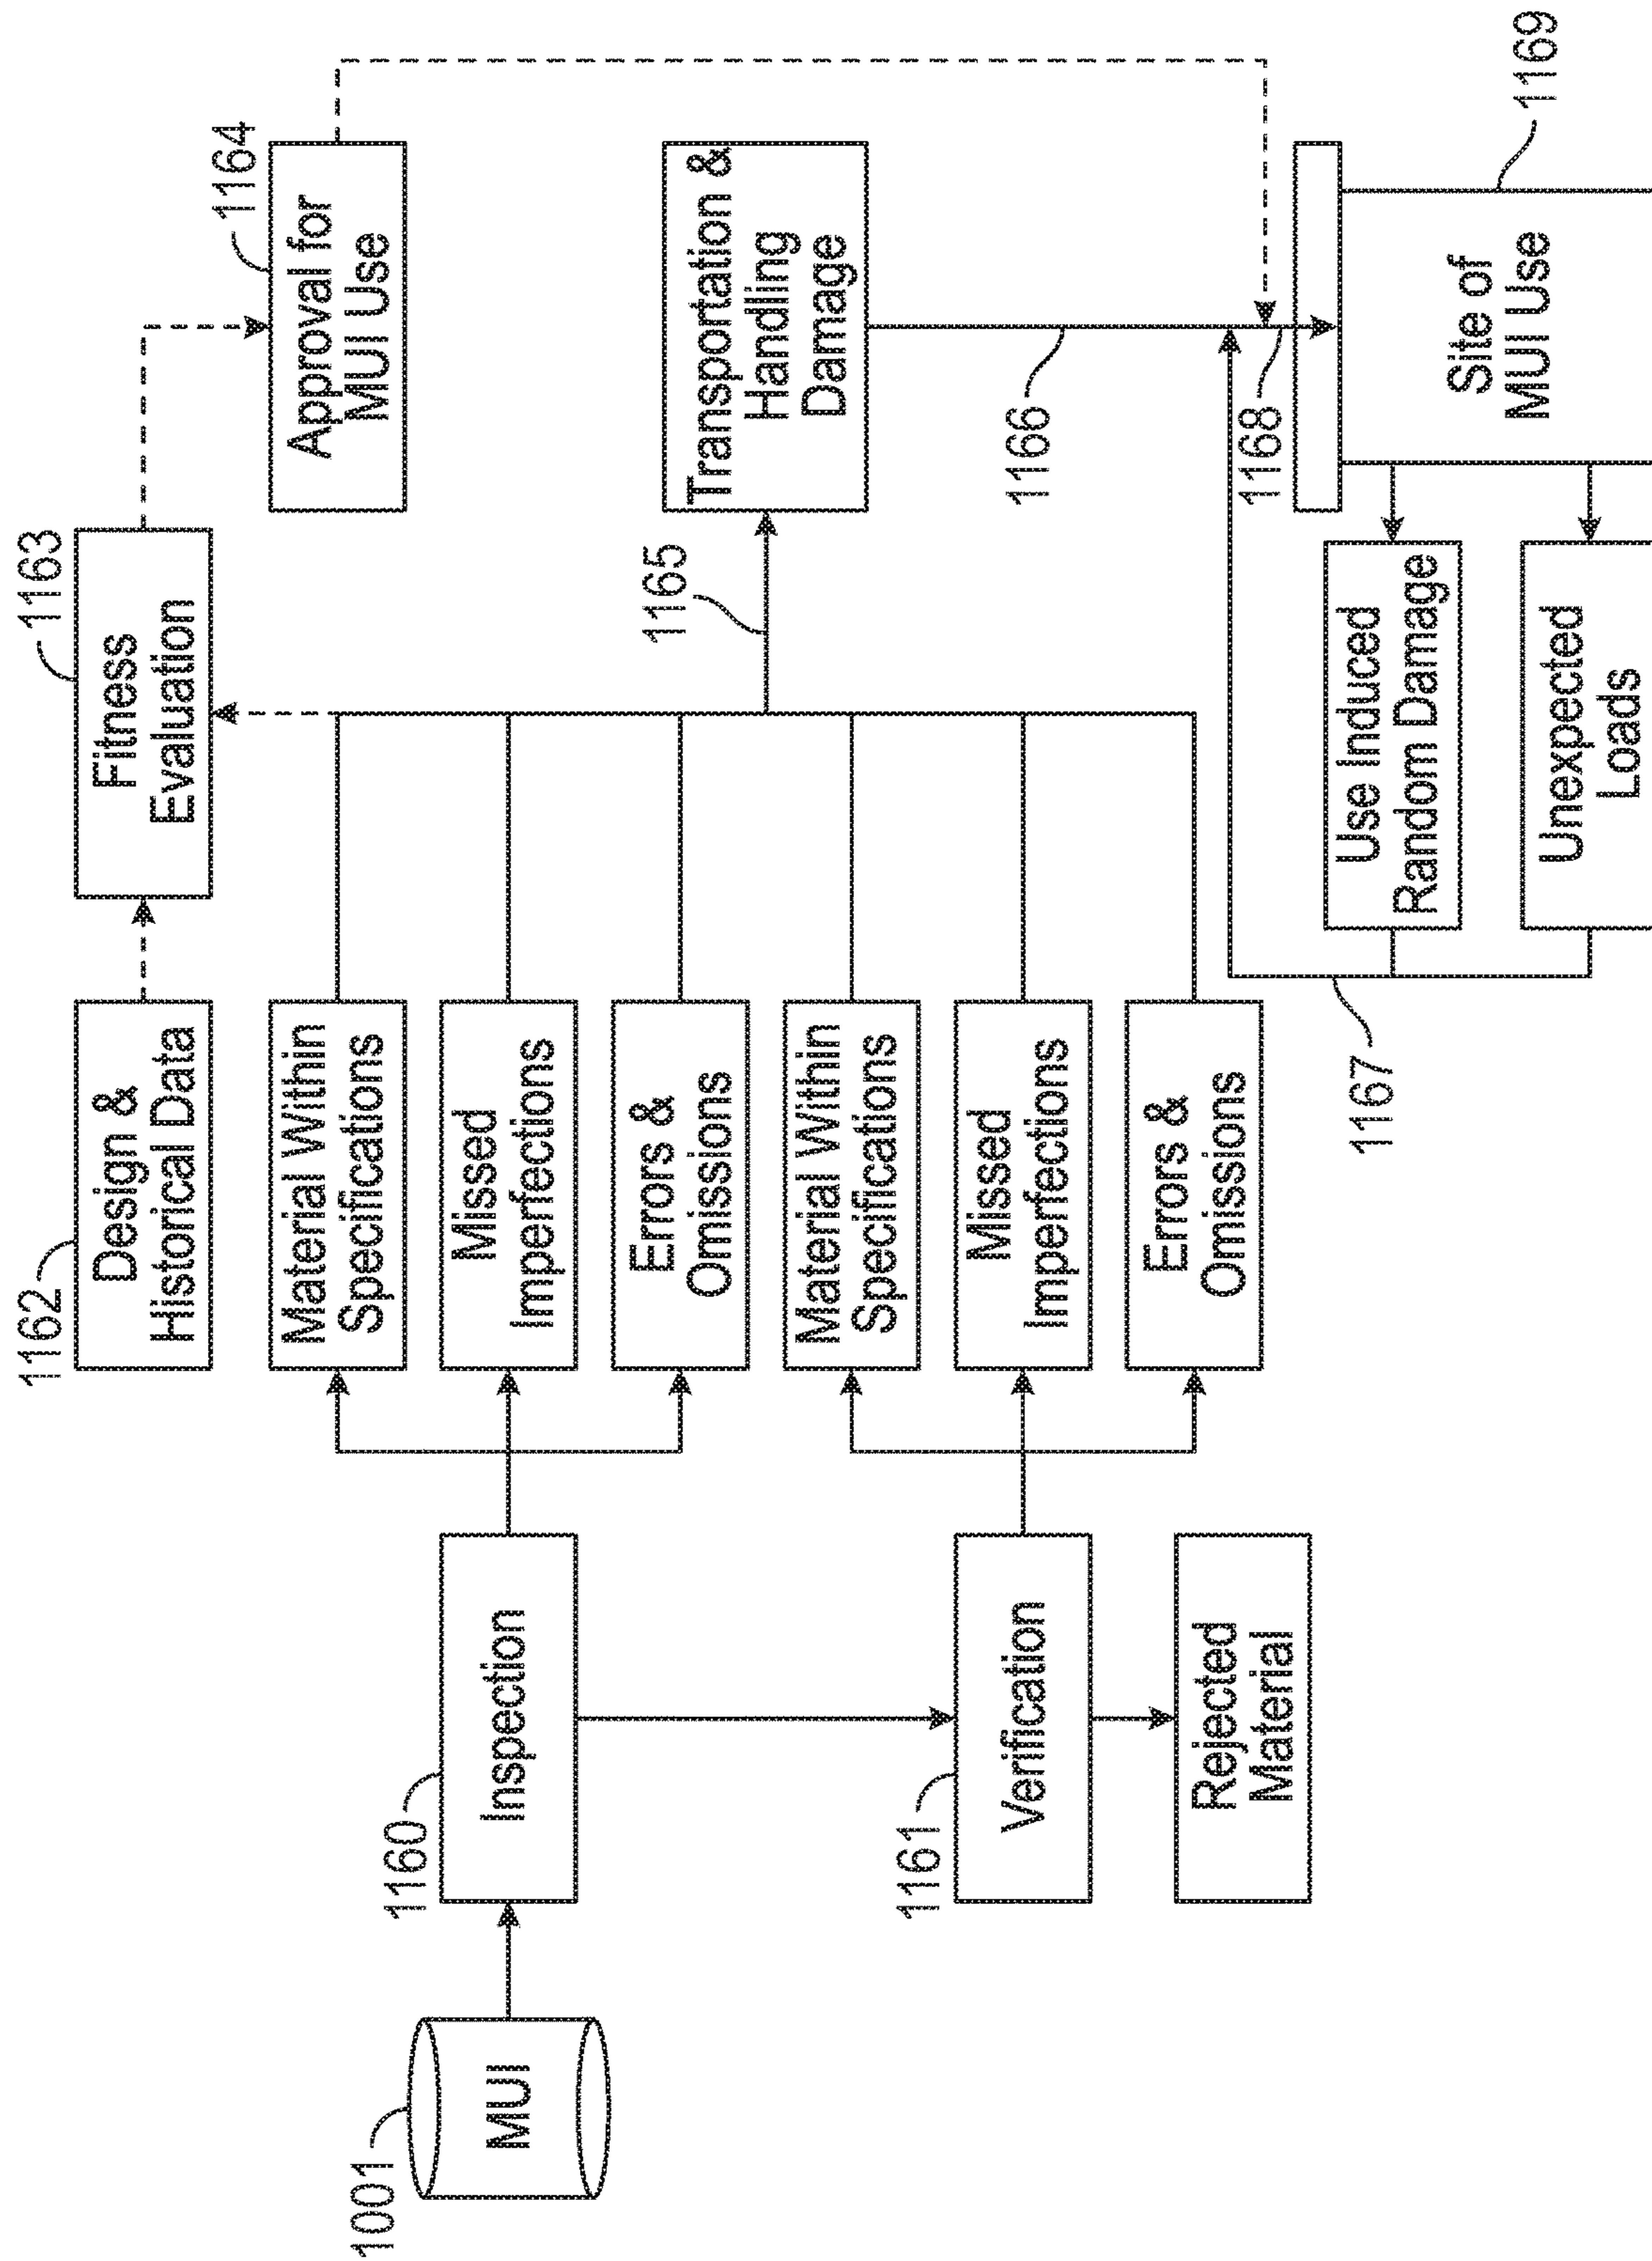 1001
MUI
1160
Inspection
1161
Verification
Rejected
Material
1162
Design &
Historical Data
Material Within
Specifications
Missed
Imperfections
Errors &
Omissions
Material Within
Specifications
Missed
Imperfections
Errors &
Omissions
1163
Fitness
Evaluation
1164
Approval for
MUI Use
1165
Transportation &
Handling
Damage
1166
1167
1168
Use Induced
Random Damage
Unexpected
Loads
Site of
MUI Use
1169